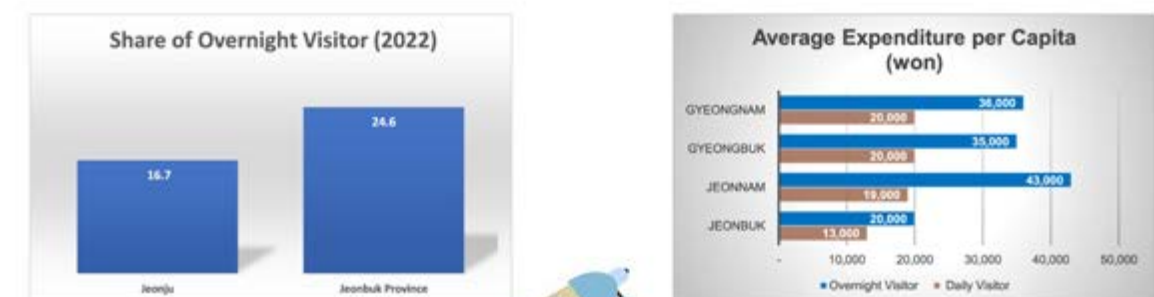 Share of Overnight Visitor (2022)
24.6
16.7
Jeonju
Jeonbuk Province
Average Expenditure per Capita
(won)
GYEONGNAM
36,000
20,000
GYEONGBUK
35,000
20,000
JEONNAM
43,000
19,000
JEONBUK
20,000
13,000
- 10,000 20,000 30,000 40,000 50,000
Overnight Visitor Daily Visitor